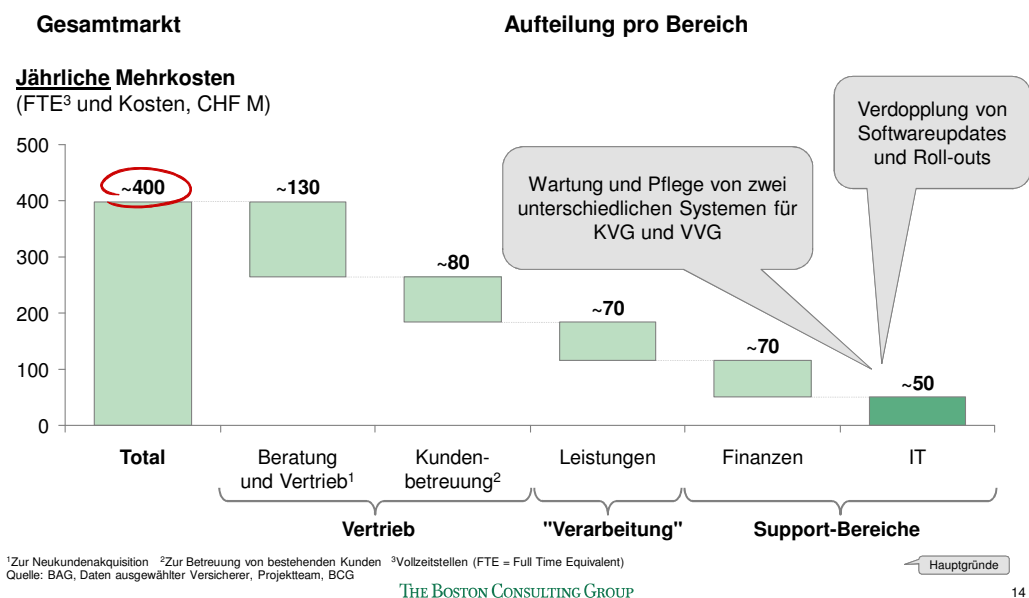 Gesamtmarkt
Aufteilung pro Bereich
Jährliche Mehrkosten
(FTE³ und Kosten, CHF M)
Verdopplung von
Softwareupdates
und Roll-outs
Wartung und Pflege von zwei
unterschiedlichen Systemen für
KVG und VVG
500
400
300
200
100
0
~400
~130
~80
~70
~70
~50
Total
Beratung
und Vertrieb¹
Kunden-
betreuung²
Leistungen
Finanzen
IT
Vertrieb
"Verarbeitung"
Support-Bereiche
¹Zur Neukundenakquisition ²Zur Betreuung von bestehenden Kunden ³Vollzeitstellen (FTE = Full Time Equivalent)
Quelle: BAG, Daten ausgewählter Versicherer, Projektteam, BCG
Hauptgründe
THE BOSTON CONSULTING GROUP
14